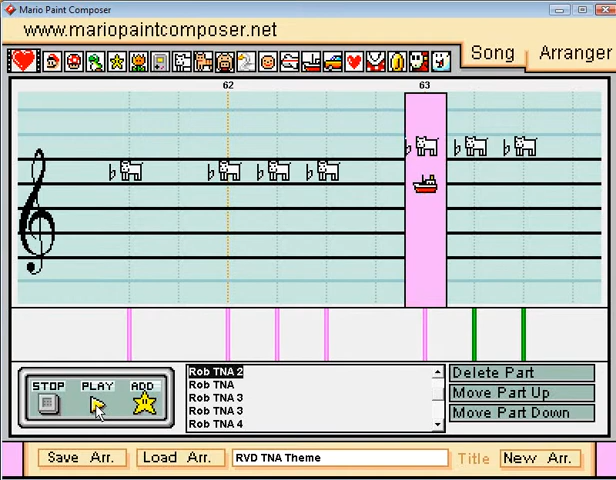 Mario Paint Composer
www.mariopaintcomposer.net
Song
Arranger
62
63
♭
♭
♭
♭
♭
♭
♭
STOP
PLAY
ADD
Rob TNA 2
Rob TNA
Rob TNA 3
Rob TNA 3
Rob TNA 4
Delete Part
Move Part Up
Move Part Down
Save Arr.
Load Arr.
RVD TNA Theme
Title
New Arr.